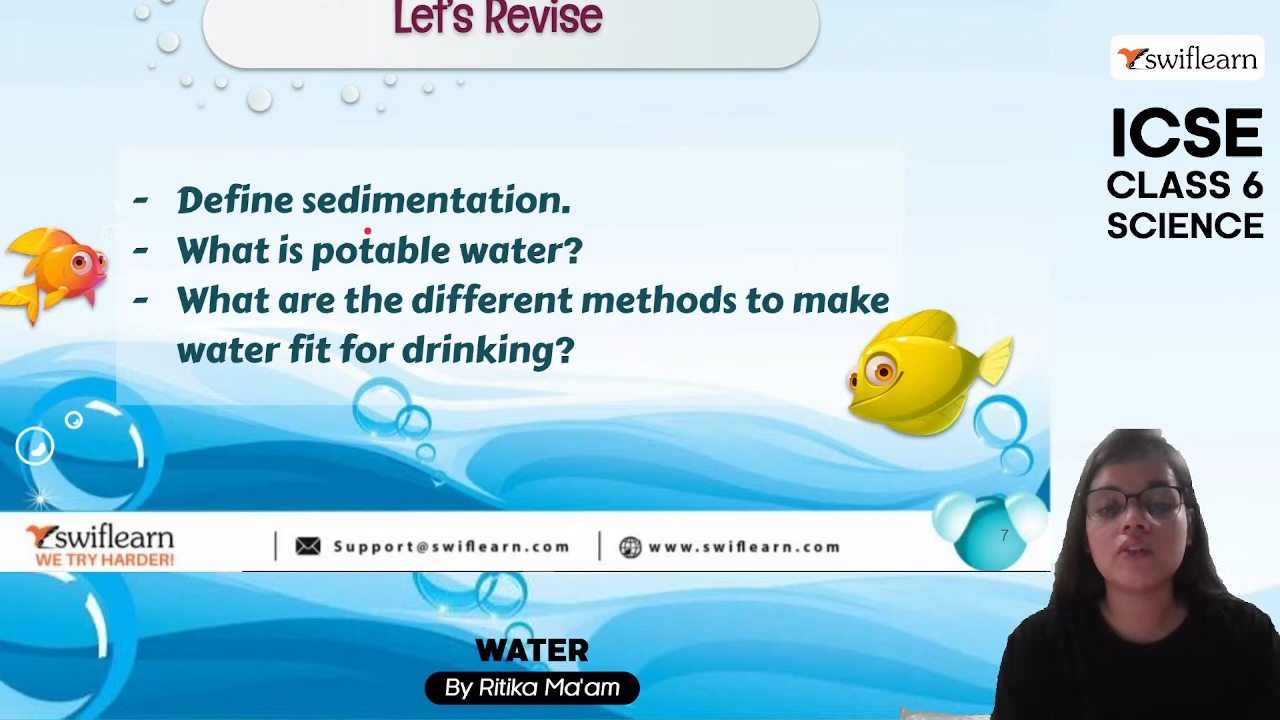 Let's Revise
swiflearn
ICSE
CLASS 6
SCIENCE
- Define sedimentation.
- What is potable water?
- What are the different methods to make
water fit for drinking?
swiflearn
WE TRY HARDER!
Support@swiflearn.com
www.swiflearn.com
7
WATER
By Ritika Ma'am